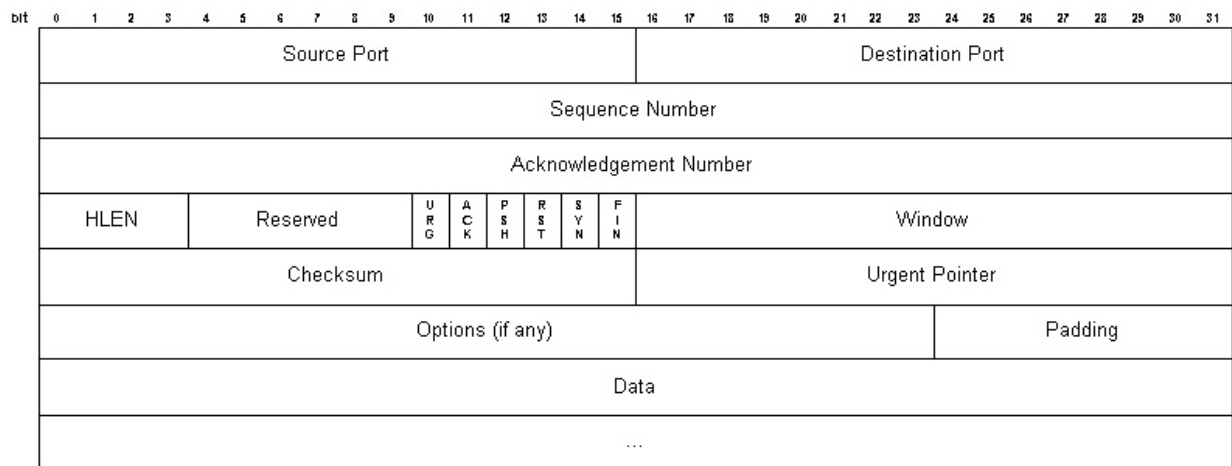 bit 0 1 2 3 4 5 6 7 8 9 10 11 12 13 14 15 16 17 18 19 20 21 22 23 24 25 26 27 28 29 30 31
Source Port Destination Port
Sequence Number
Acknowledgement Number
HLEN Reserved URG ACK PSH RST SYN FIN Window
Checksum Urgent Pointer
Options (if any) Padding
Data
...